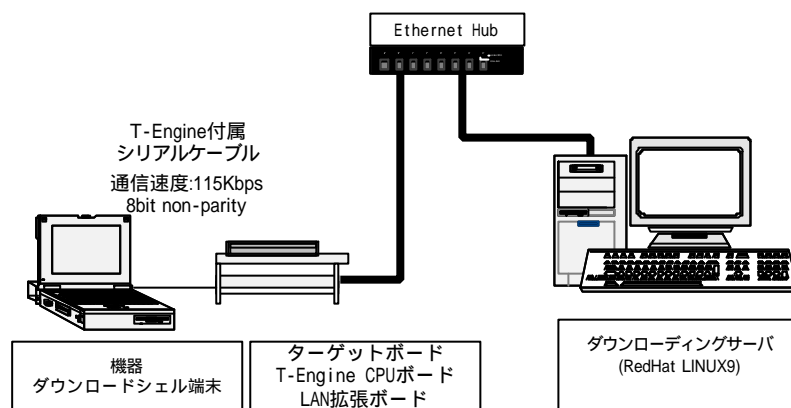 Ethernet Hub
T-Engine付属
シリアルケーブル
通信速度:115Kbps
8bit non-parity
機器
ダウンロードシェル端末
ターゲットボード
T-Engine CPUボード
LAN拡張ボード
ダウンローディングサーバ
(RedHat LINUX9)